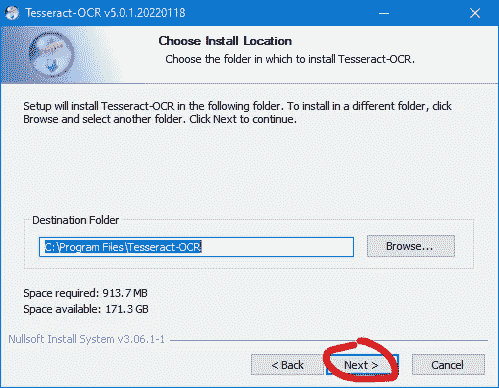 Tesseract-OCR v5.0.1.20220118
Choose Install Location
Choose the folder in which to install Tesseract-OCR.
Setup will install Tesseract-OCR in the following folder. To install in a different folder, click
Browse and select another folder. Click Next to continue.
Destination Folder
C:\Program Files\Tesseract-OCR
Browse...
Space required: 913.7 MB
Space available: 171.3 GB
Nullsoft Install System v3.06.1-1
< Back
Next >
Cancel